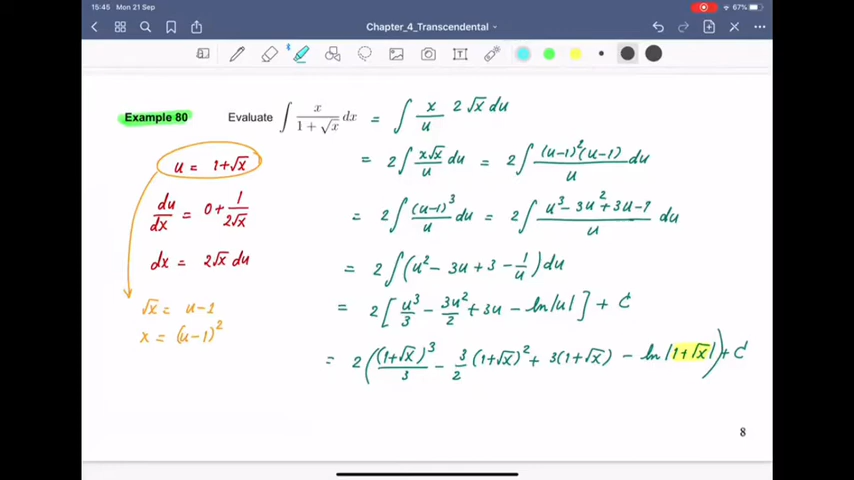 15:45 Mon 21 Sep
67%
Chapter_4_Transcendental
Example 80 Evaluate ∫ x/(1 + √x) dx = ∫ x/u 2√x du
u = 1+√x
= 2∫ x√x/u du = 2∫ (u-1)²(u-1)/u du
du/dx = 0 + 1/(2√x)
= 2∫ (u-1)³/u du = 2∫ (u³ - 3u² + 3u - 1)/u du
dx = 2√x du
= 2∫ (u² - 3u + 3 - 1/u) du
√x = u-1
= 2[u³/3 - 3u²/2 + 3u - ln|u|] + C
x = (u-1)²
= 2((1+√x)³/3 - 3/2 (1+√x)² + 3(1+√x) - ln|1+√x|) + C
8